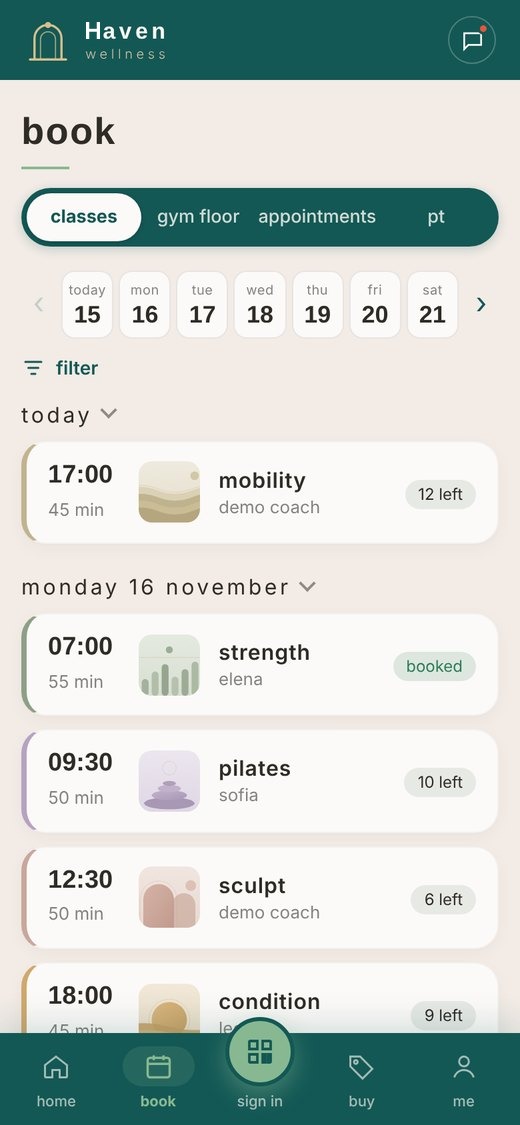 Haven
wellness
book
classes
gym floor
appointments
pt
today
15
mon
16
tue
17
wed
18
thu
19
fri
20
sat
21
filter
today
17:00
45 min
mobility
demo coach
12 left
monday 16 november
07:00
55 min
strength
elena
booked
09:30
50 min
pilates
sofia
10 left
12:30
50 min
sculpt
demo coach
6 left
18:00
45 min
condition
9 left
home
book
sign in
buy
me